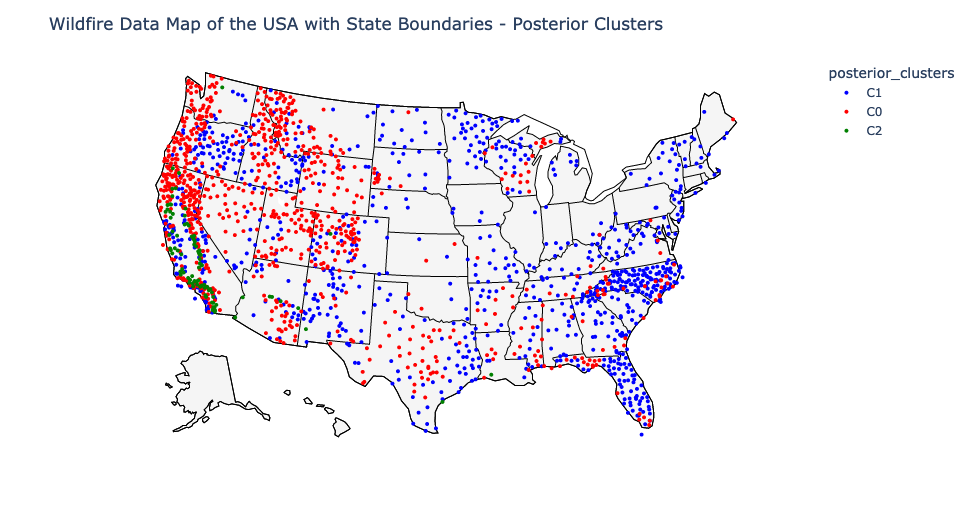 Wildfire Data Map of the USA with State Boundaries - Posterior Clusters
posterior_clusters
C1
C0
C2